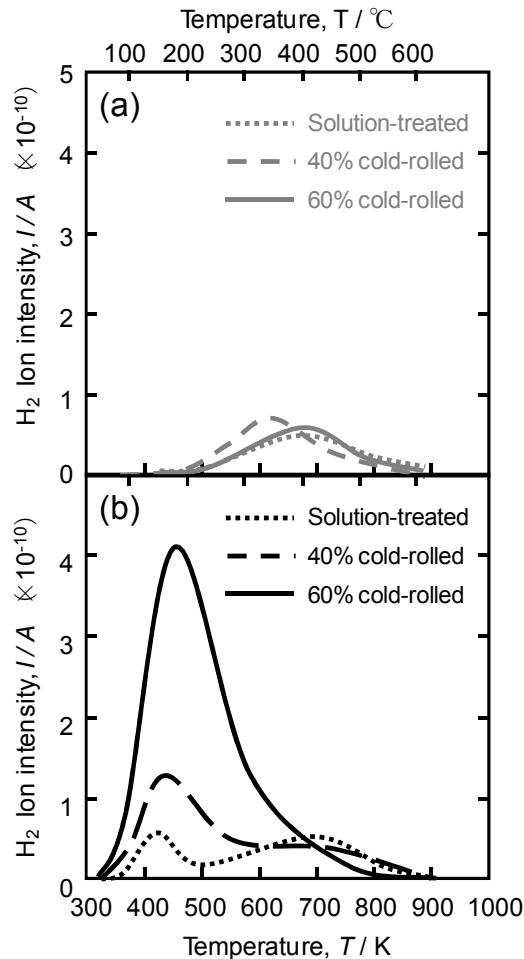 Temperature, T / ℃
100 200 300 400 500 600
5
4
3
2
1
0
H2 Ion intensity, I / A (×10-10)
(a)
Solution-treated
40% cold-rolled
60% cold-rolled
4
3
2
1
0
H2 Ion intensity, I / A (×10-10)
(b)
Solution-treated
40% cold-rolled
60% cold-rolled
300 400 500 600 700 800 900 1000
Temperature, T / K